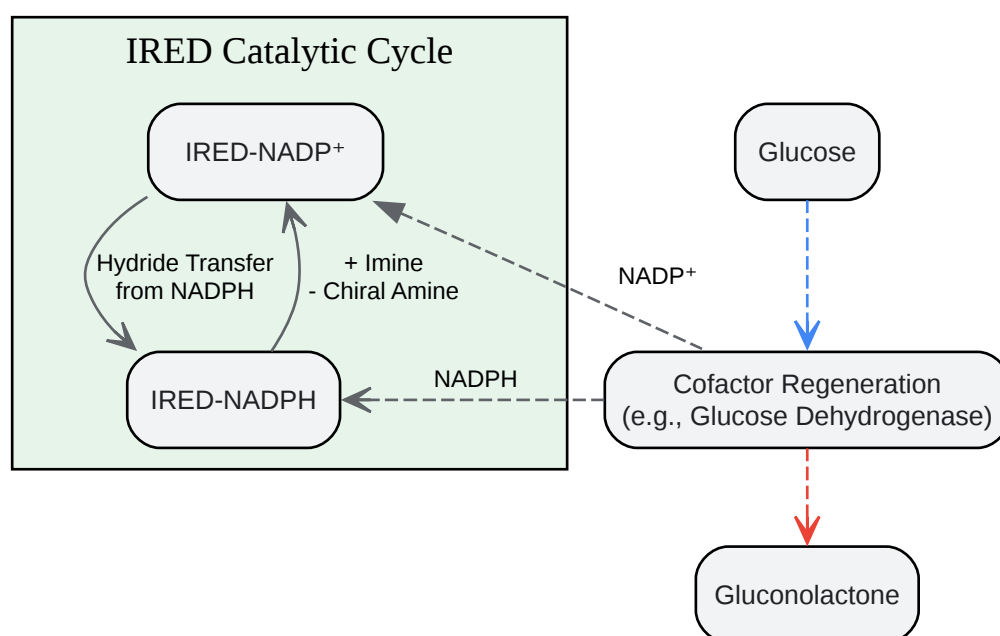 IRED Catalytic Cycle
IRED-NADP⁺
Glucose
Hydride Transfer
from NADPH
+ Imine
- Chiral Amine
NADP⁺
IRED-NADPH
NADPH
Cofactor Regeneration
(e.g., Glucose Dehydrogenase)
Gluconolactone